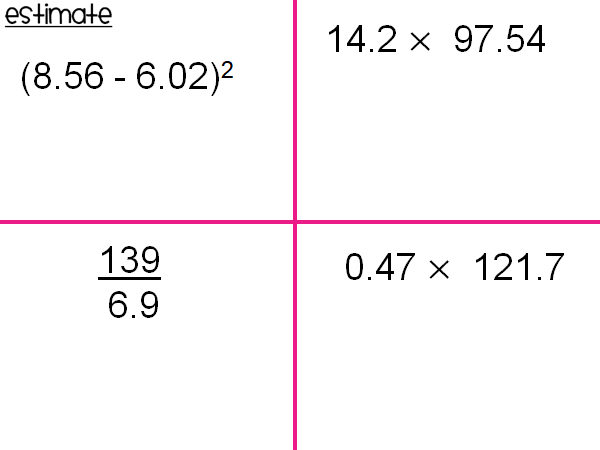 estimate
(8.56 - 6.02)²
14.2 × 97.54
139
6.9
0.47 × 121.7